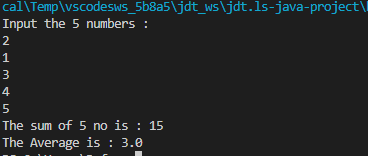 cal\Temp\vscodesws_5b8a5\jdt_ws\jdt.ls-java-project\
Input the 5 numbers :
2
1
3
4
5
The sum of 5 no is : 15
The Average is : 3.0